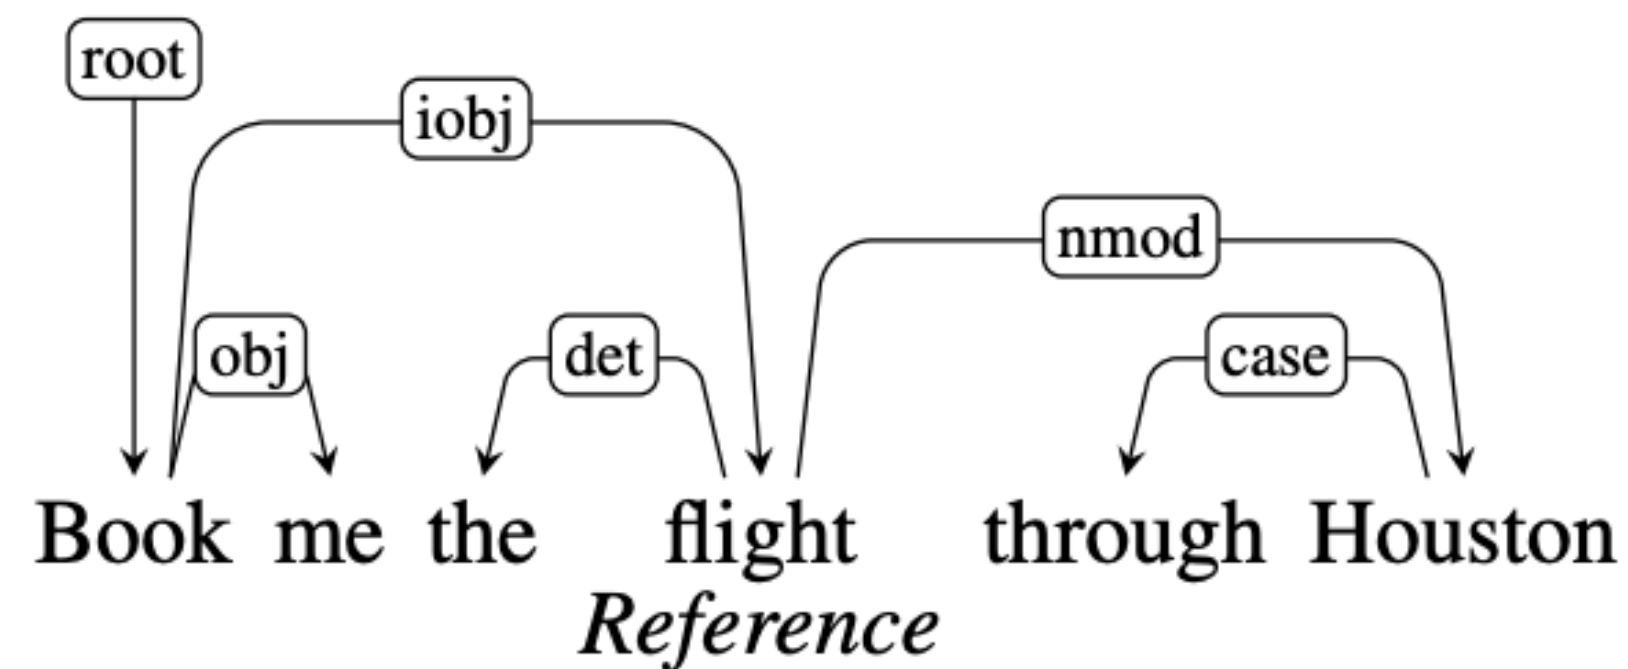 root
iobj
nmod
obj det case
Book me the flight through Houston
Reference